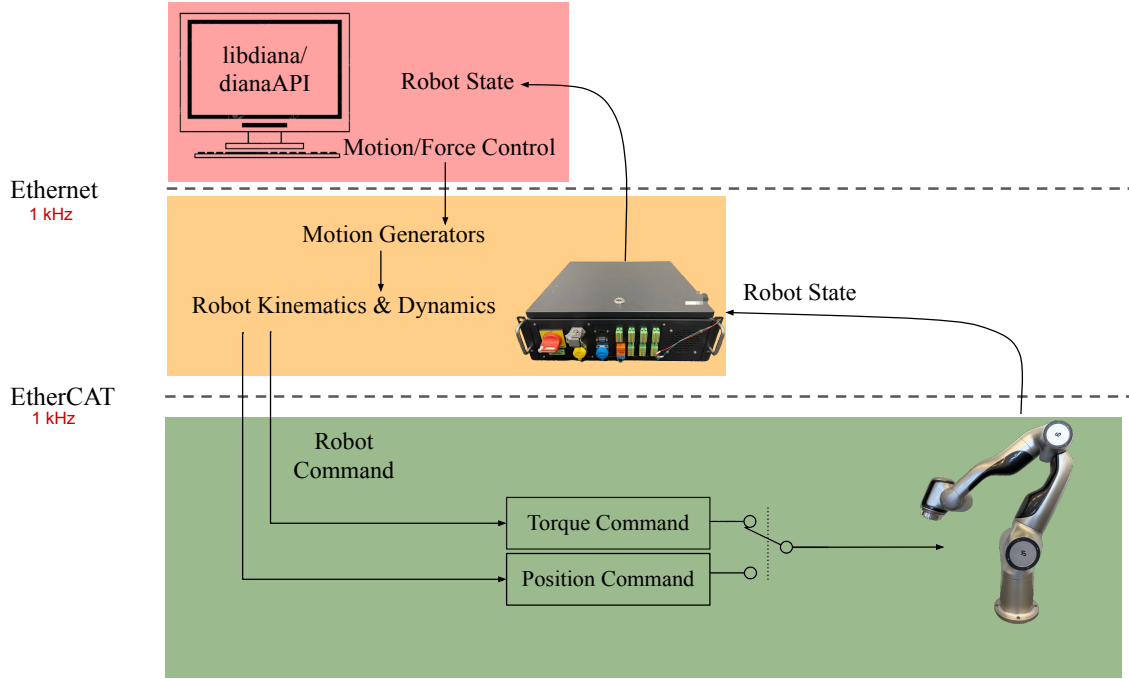 libdiana/
dianaAPI
Robot State
Motion/Force Control
Ethernet
1 kHz
Motion Generators
Robot Kinematics & Dynamics
Robot State
EtherCAT
1 kHz
Robot
Command
Torque Command
Position Command